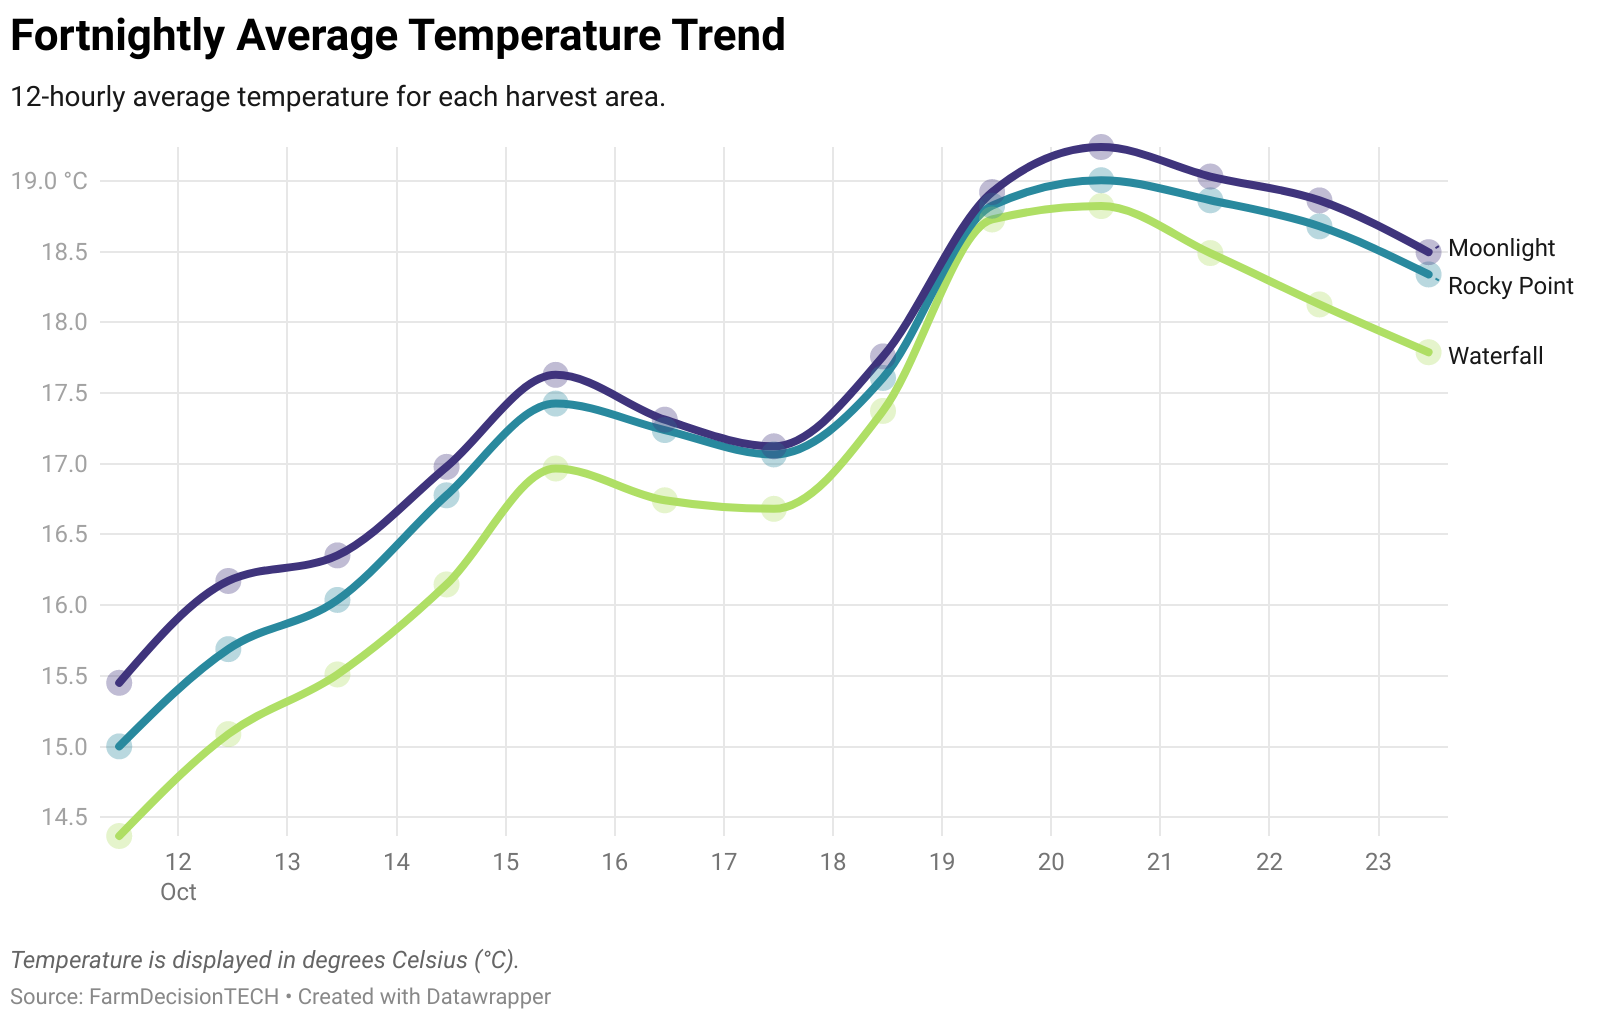 Fortnightly Average Temperature Trend
12-hourly average temperature for each harvest area.
19.0 °C
18.5
18.0
17.5
17.0
16.5
16.0
15.5
15.0
14.5
Moonlight
Rocky Point
Waterfall
12 13 14 15 16 17 18 19 20 21 22 23
Oct
Temperature is displayed in degrees Celsius (°C).
Source: FarmDecisionTECH • Created with Datawrapper